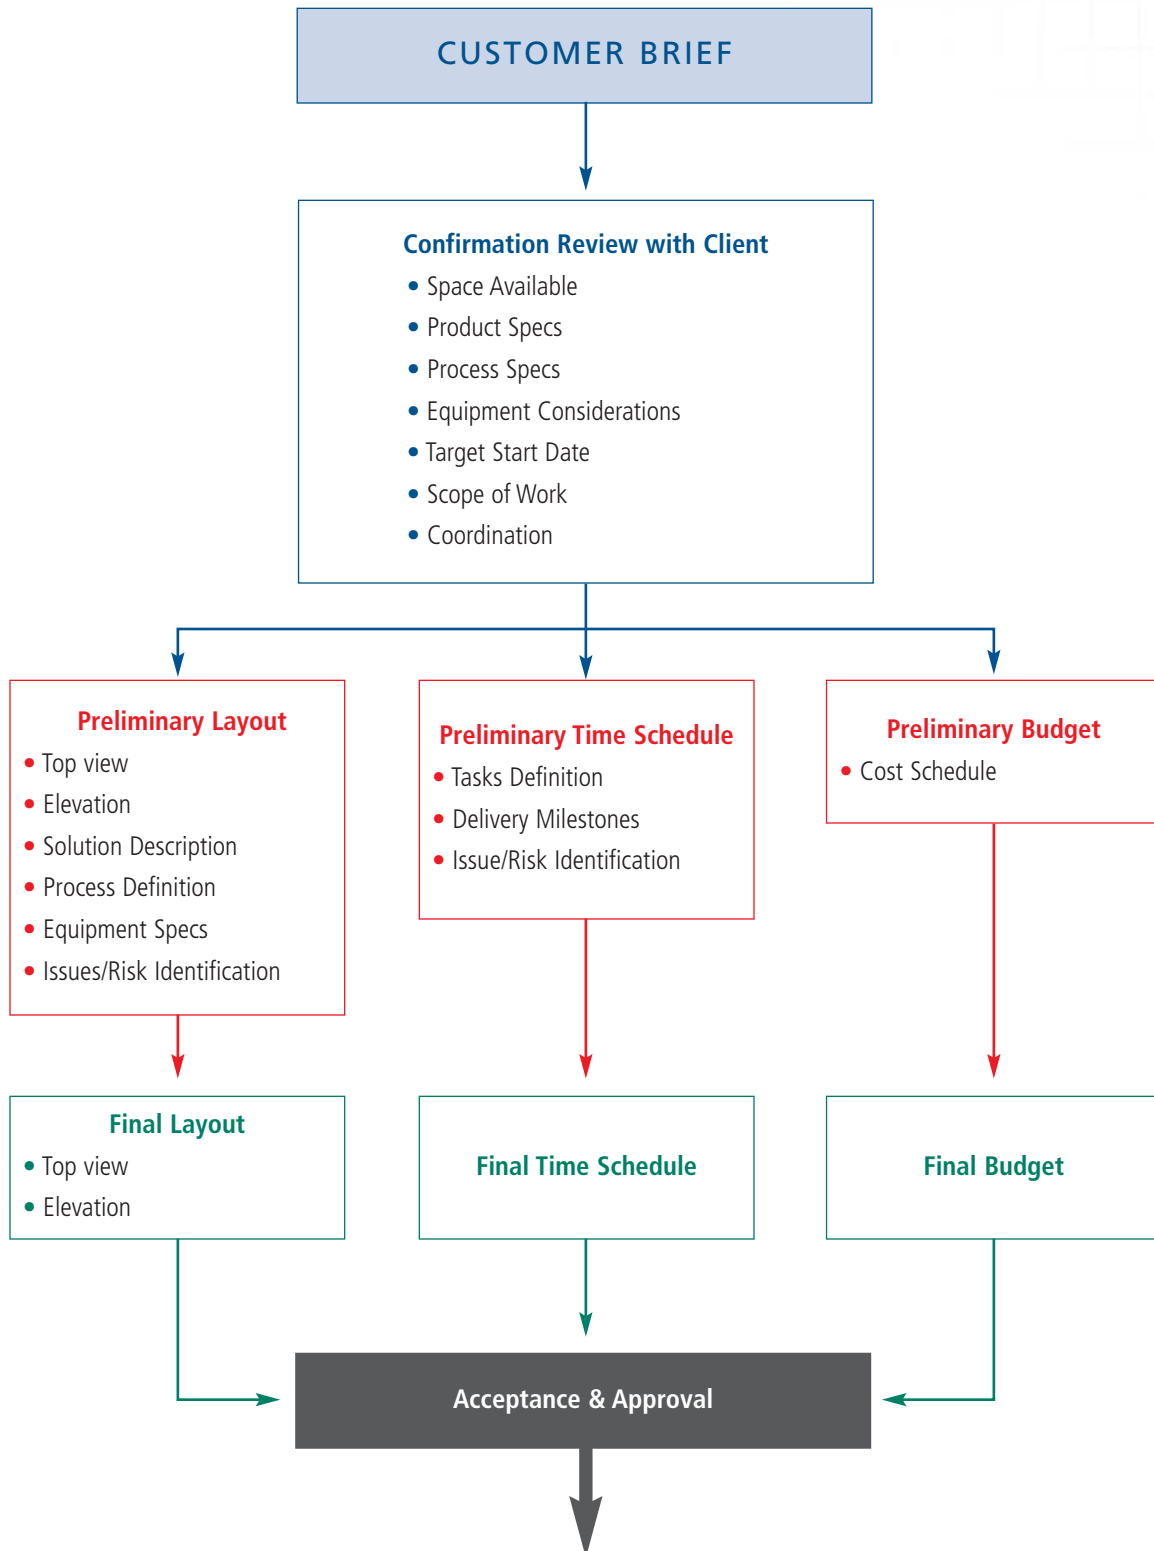 CUSTOMER BRIEF
Confirmation Review with Client
• Space Available
• Product Specs
• Process Specs
• Equipment Considerations
• Target Start Date
• Scope of Work
• Coordination
Preliminary Layout
• Top view
• Elevation
• Solution Description
• Process Definition
• Equipment Specs
• Issues/Risk Identification
Preliminary Time Schedule
• Tasks Definition
• Delivery Milestones
• Issue/Risk Identification
Preliminary Budget
• Cost Schedule
Final Layout
• Top view
• Elevation
Final Time Schedule
Final Budget
Acceptance & Approval